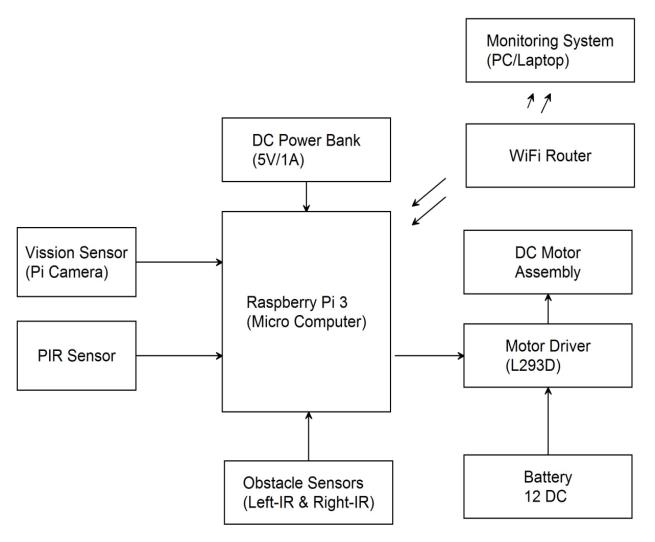 Monitoring System
(PC/Laptop)
DC Power Bank
(5V/1A)
WiFi Router
Vission Sensor
(Pi Camera)
Raspberry Pi 3
(Micro Computer)
DC Motor
Assembly
PIR Sensor
Motor Driver
(L293D)
Obstacle Sensors
(Left-IR & Right-IR)
Battery
12 DC